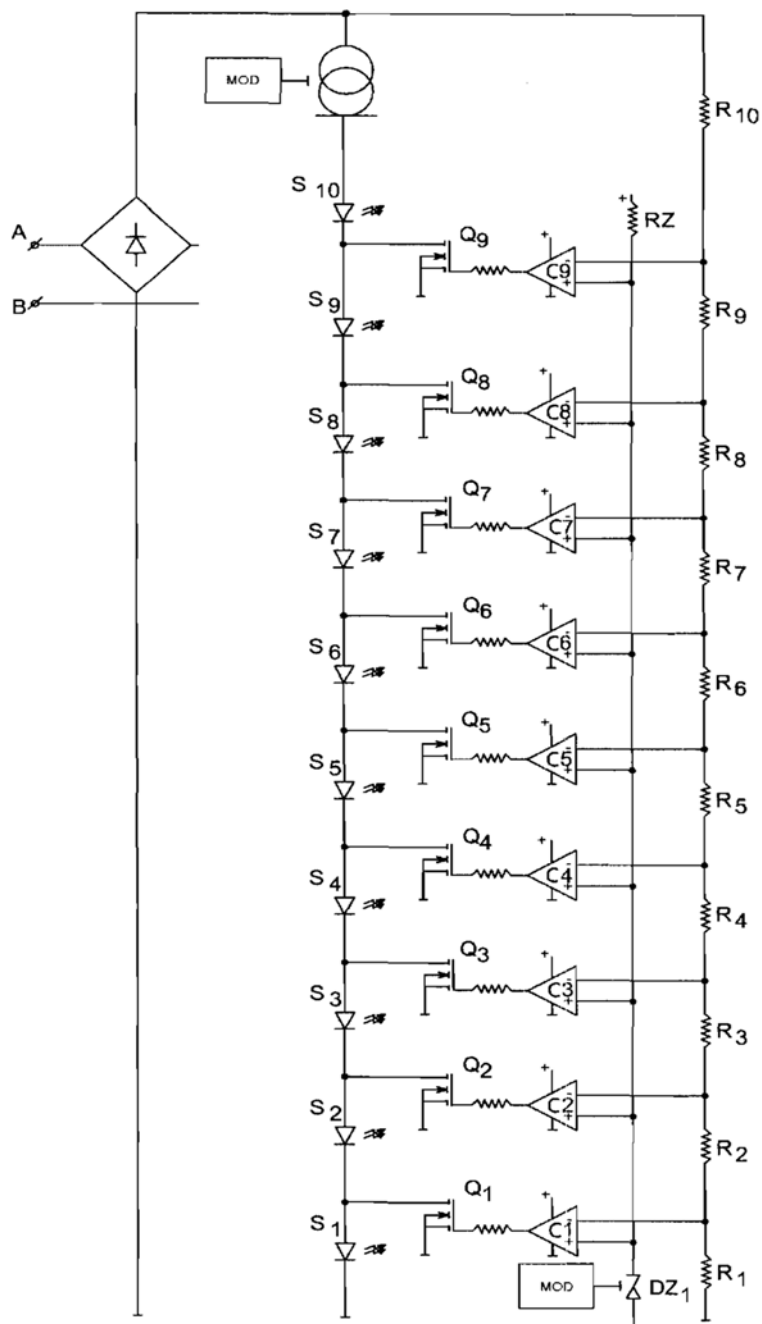 MOD
R10
S10
+
RZ
A
Q9
+
C9
-
+
B
S9
R9
Q8
+
C8
-
+
S8
R8
Q7
+
C7
-
+
S7
R7
Q6
+
C6
-
+
S6
R6
Q5
+
C5
-
+
S5
R5
Q4
+
C4
-
+
S4
R4
Q3
+
C3
-
+
S3
R3
Q2
+
C2
-
+
S2
R2
Q1
+
C1
-
+
S1
MOD
DZ1
R1